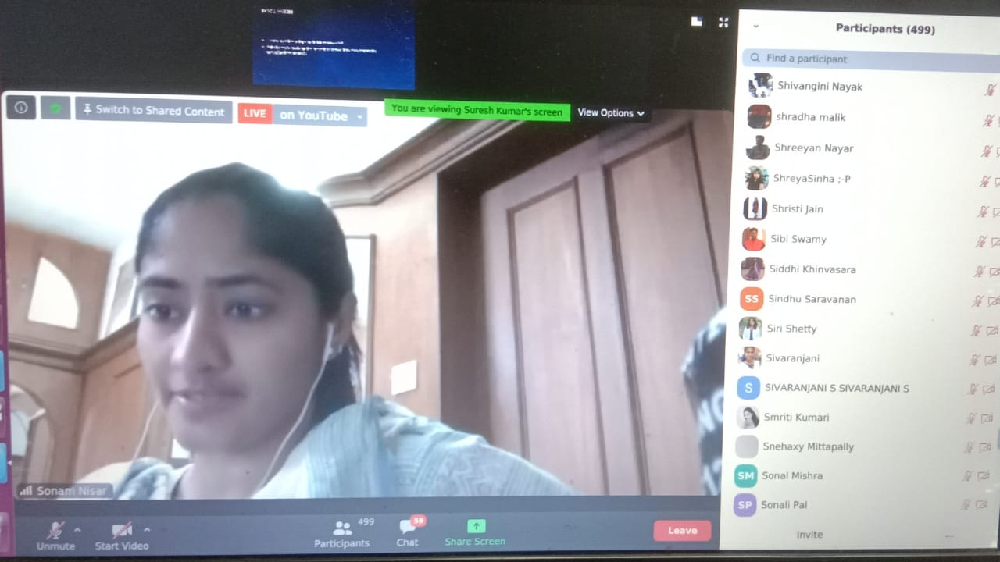 Participants (499)
Find a participant
Switch to Shared Content
LIVE on YouTube
You are viewing Suresh Kumar's screen
View Options
Shivangini Nayak
shradha malik
Shreeyan Nayar
ShreyaSinha ;-P
Shristi Jain
Sibi Swamy
Siddhi Khinvasara
SS Sindhu Saravanan
Siri Shetty
Sivaranjani
S SIVARANJANI S SIVARANJANI S
Smriti Kumari
Snehaxy Mittapally
SM Sonal Mishra
SP Sonali Pal
Invite
...
Sonam Nisar
Unmute
Start Video
499
Participants
59
Chat
Share Screen
Leave